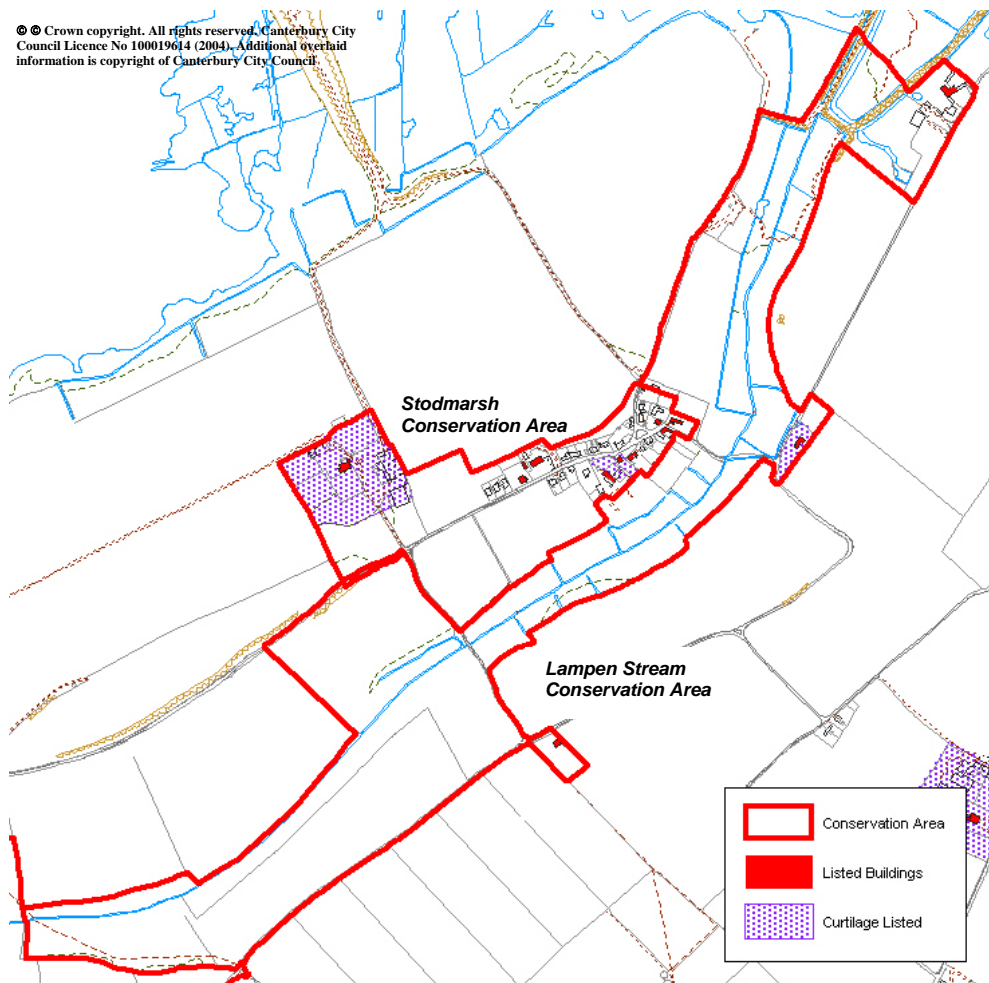 © © Crown copyright. All rights reserved. Canterbury City
Council Licence No 100019614 (2004). Additional overlaid
information is copyright of Canterbury City Council
Stodmarsh
Conservation Area
Lampen Stream
Conservation Area
Conservation Area
Listed Buildings
Curtilage Listed